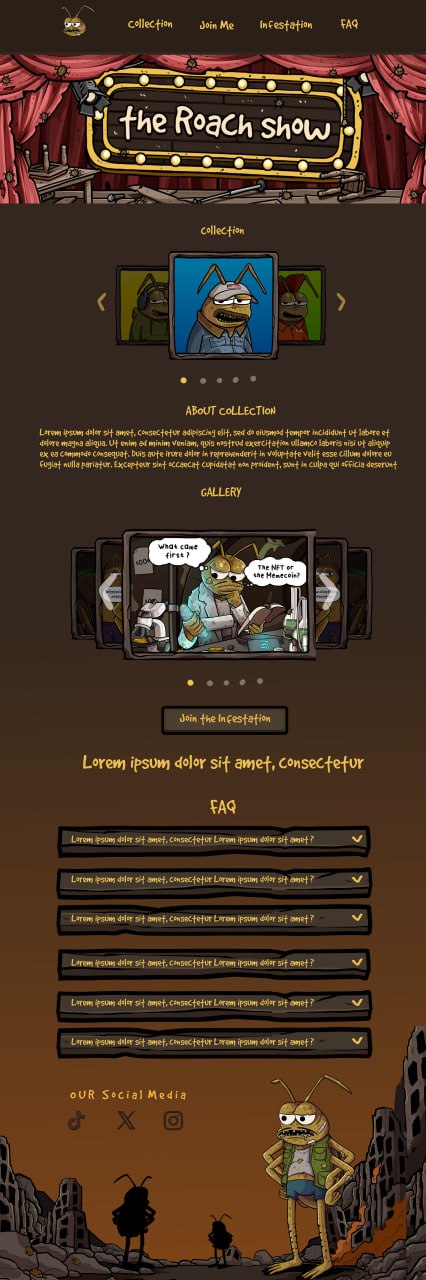 Collection
Join Me
Infestation
FAQ
the Roach show
Collection
ABOUT COLLECTION
Lorem ipsum dolor sit amet, consectetur adipiscing elit, sed do eiusmod tempor incididunt ut labore et
dolore magna aliqua. Ut enim ad minim veniam, quis nostrud exercitation ullamco laboris nisi ut aliquip
ex ea commodo consequat. Duis aute irure dolor in reprehenderit in voluptate velit esse cillum dolore eu
fugiat nulla pariatur. Excepteur sint occaecat cupidatat non proident, sunt in culpa qui officia deserunt
GALLERY
What came
first ?
The NFT or
the Memecoin?
Join the Infestation
Lorem ipsum dolor sit amet, consectetur
FAQ
Lorem ipsum dolor sit amet, consectetur Lorem ipsum dolor sit amet ?
Lorem ipsum dolor sit amet, consectetur Lorem ipsum dolor sit amet ?
Lorem ipsum dolor sit amet, consectetur Lorem ipsum dolor sit amet ?
Lorem ipsum dolor sit amet, consectetur Lorem ipsum dolor sit amet ?
Lorem ipsum dolor sit amet, consectetur Lorem ipsum dolor sit amet ?
Lorem ipsum dolor sit amet, consectetur Lorem ipsum dolor sit amet ?
OUR Social Media